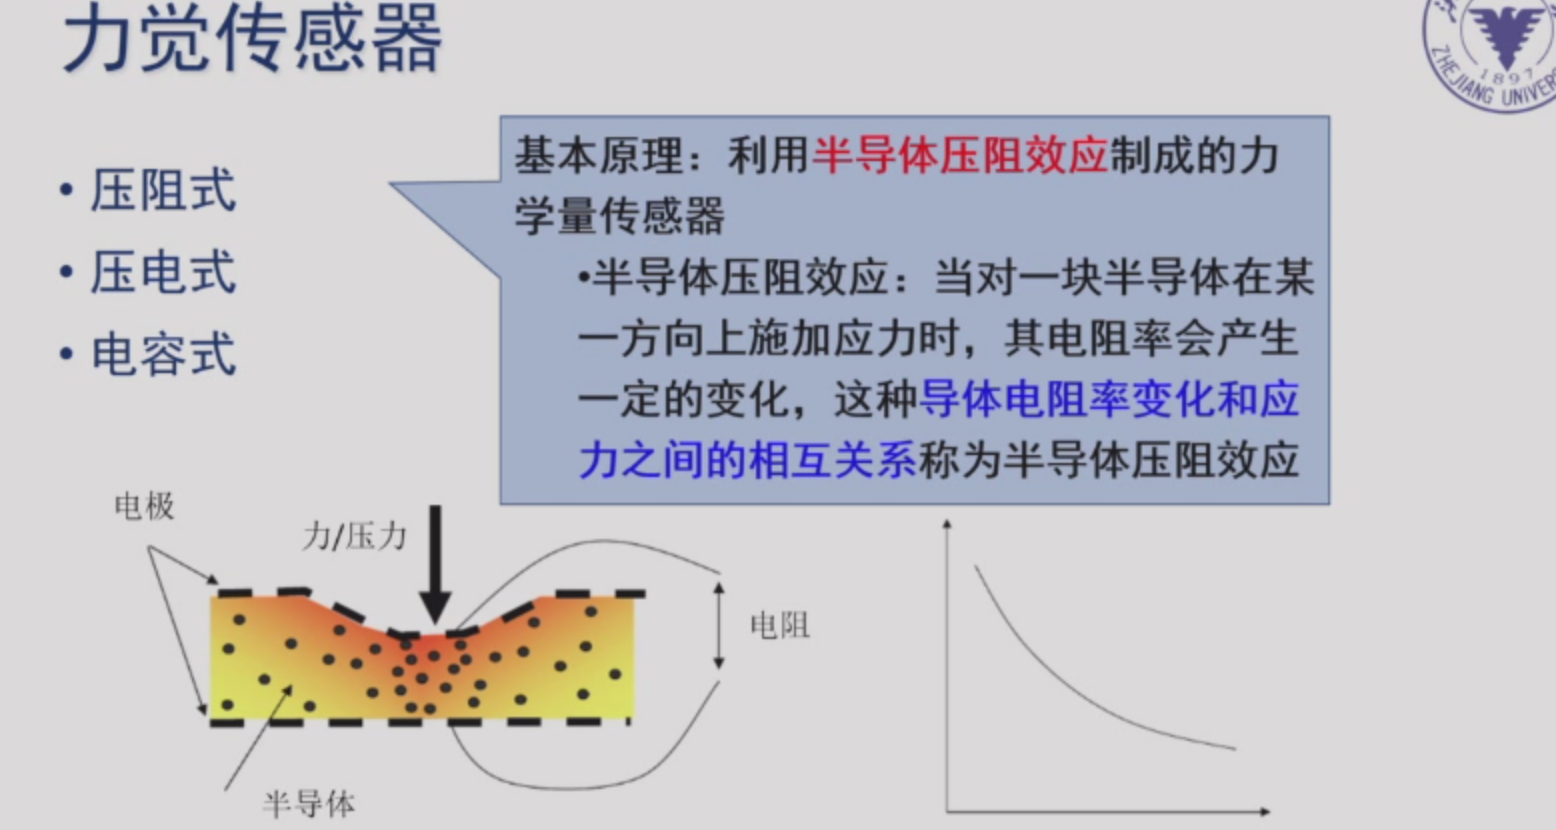 力觉传感器
ZHEJIANG UNIVERS
1897
• 压阻式
• 压电式
• 电容式
基本原理：利用半导体压阻效应制成的力
学量传感器
•半导体压阻效应：当对一块半导体在某
一方向上施加应力时，其电阻率会产生
一定的变化，这种导体电阻率变化和应
力之间的相互关系称为半导体压阻效应
电极
力/压力
电阻
半导体